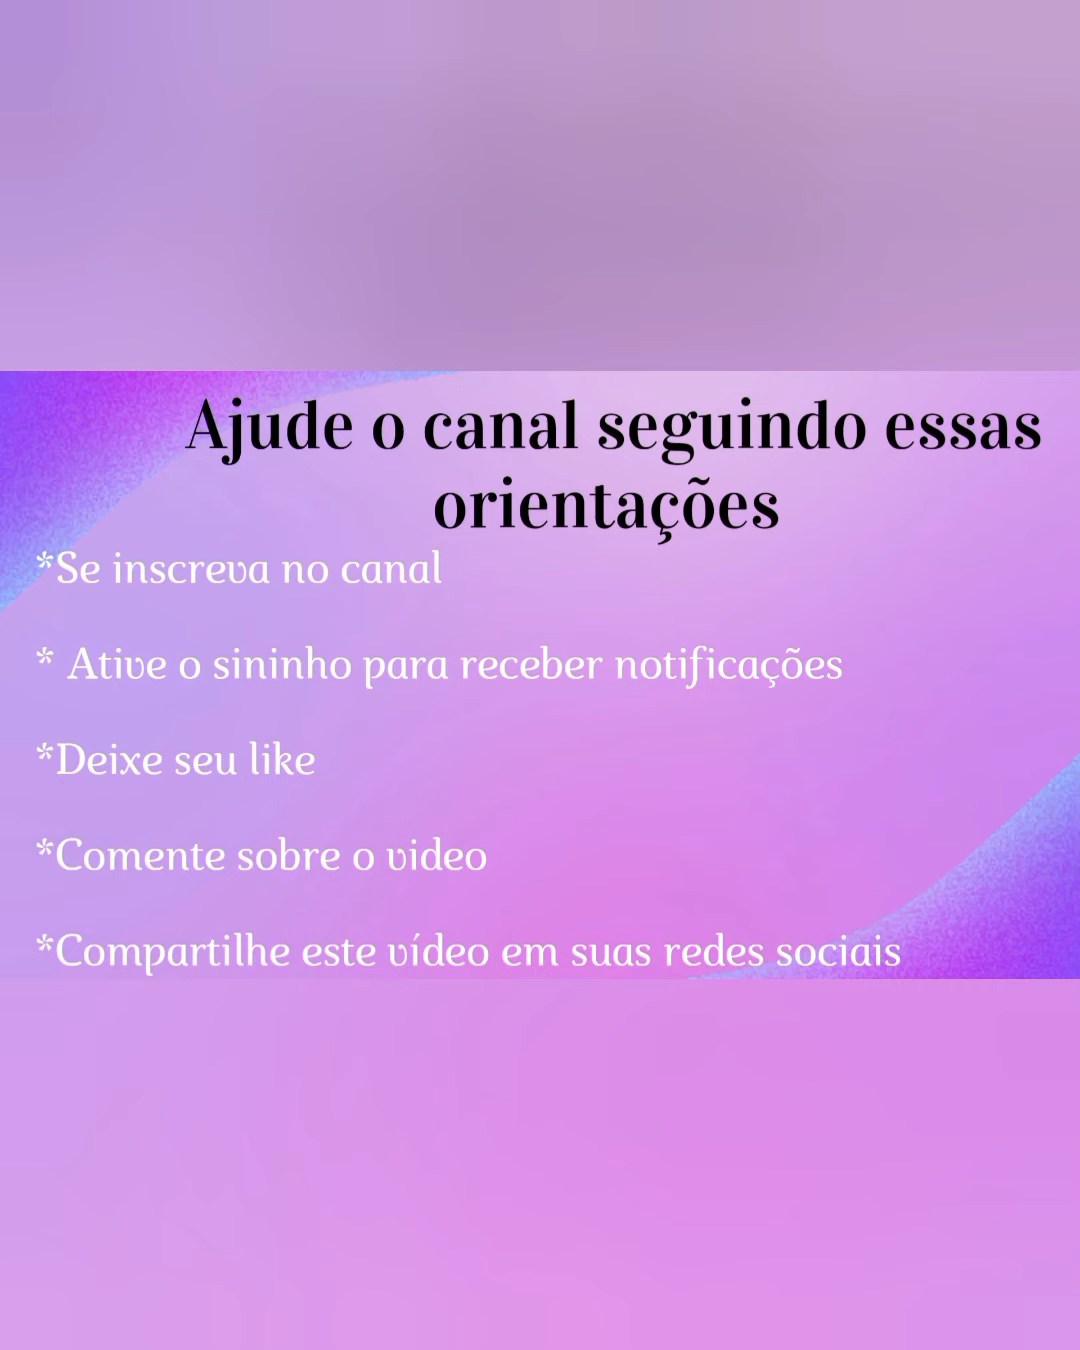 Ajude o canal seguindo essas
orientações
*Se inscreva no canal
* Ative o sininho para receber notificações
*Deixe seu like
*Comente sobre o video
*Compartilhe este vídeo em suas redes sociais